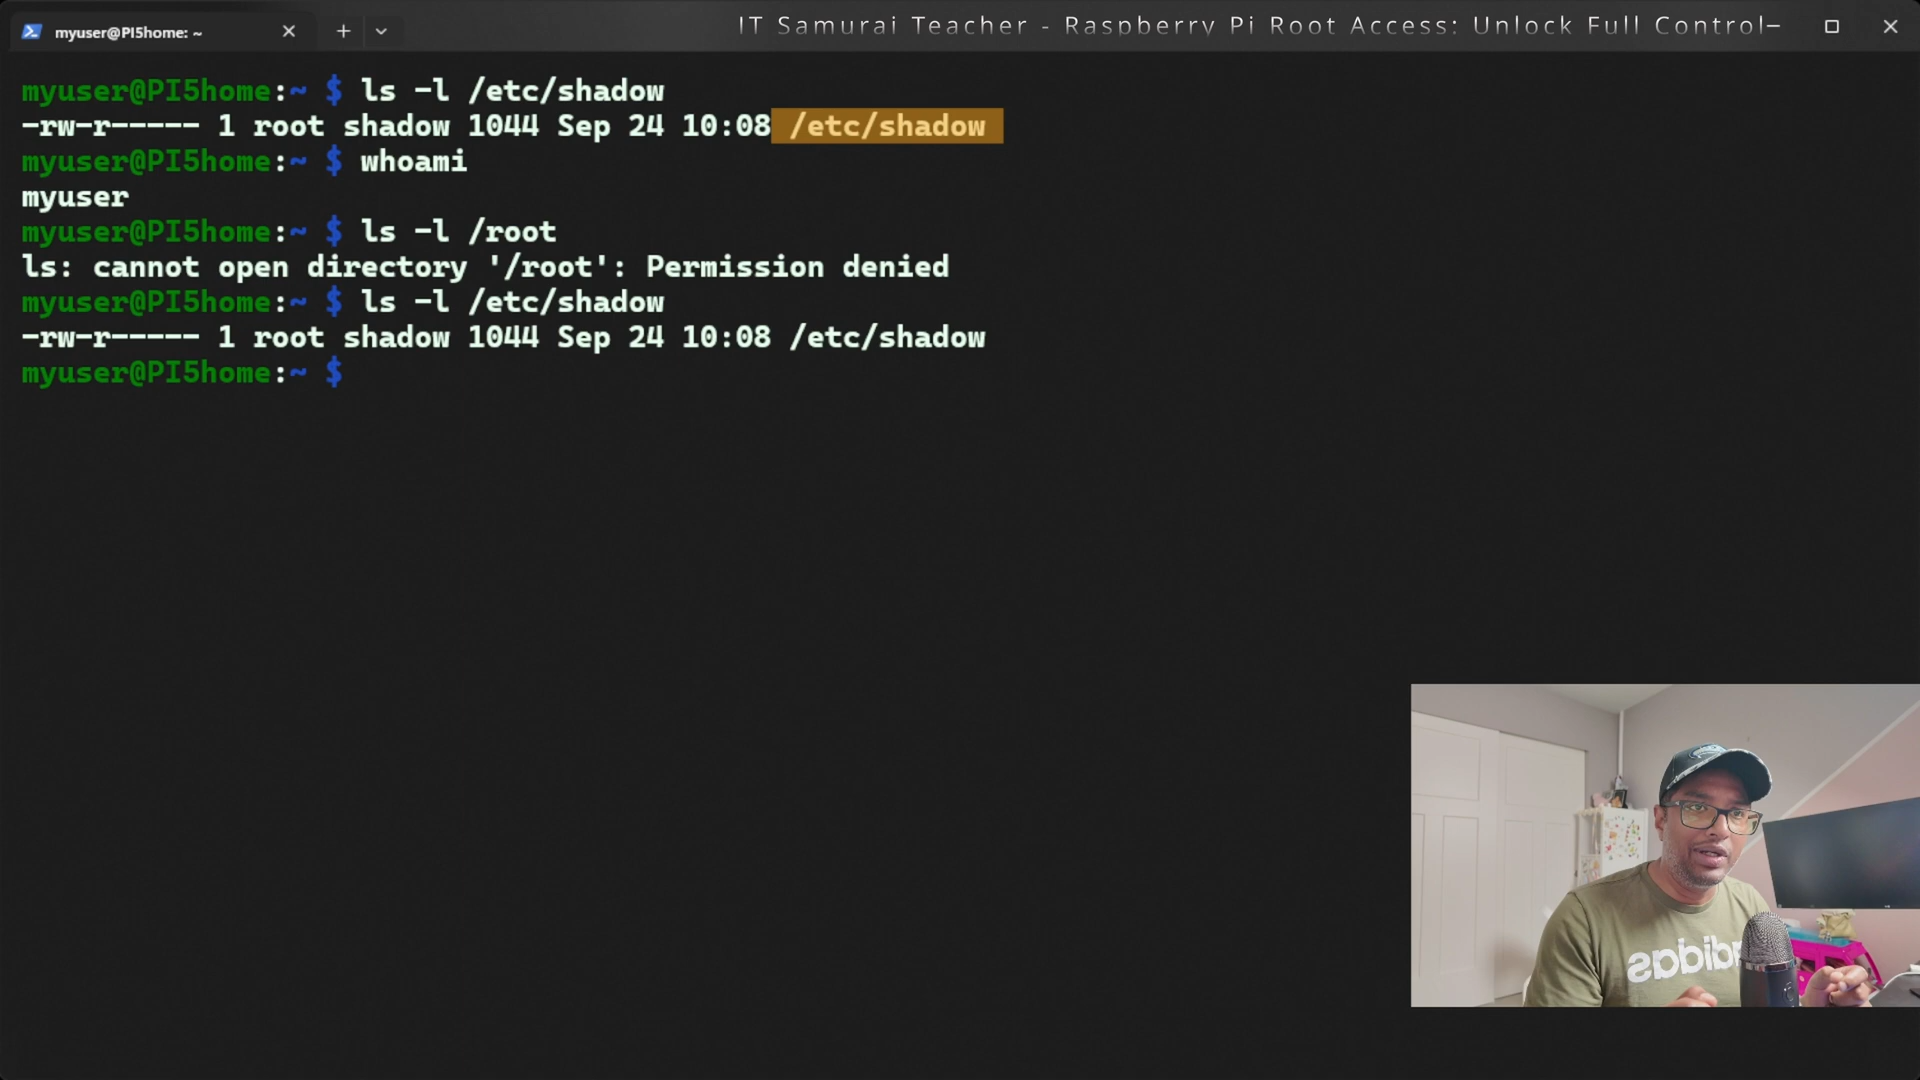 myuser@PI5home: ~
IT Samurai Teacher - Raspberry Pi Root Access: Unlock Full Control
myuser@PI5home:~ $ ls -l /etc/shadow
-rw-r----- 1 root shadow 1044 Sep 24 10:08 /etc/shadow
myuser@PI5home:~ $ whoami
myuser
myuser@PI5home:~ $ ls -l /root
ls: cannot open directory '/root': Permission denied
myuser@PI5home:~ $ ls -l /etc/shadow
-rw-r----- 1 root shadow 1044 Sep 24 10:08 /etc/shadow
myuser@PI5home:~ $
adidas